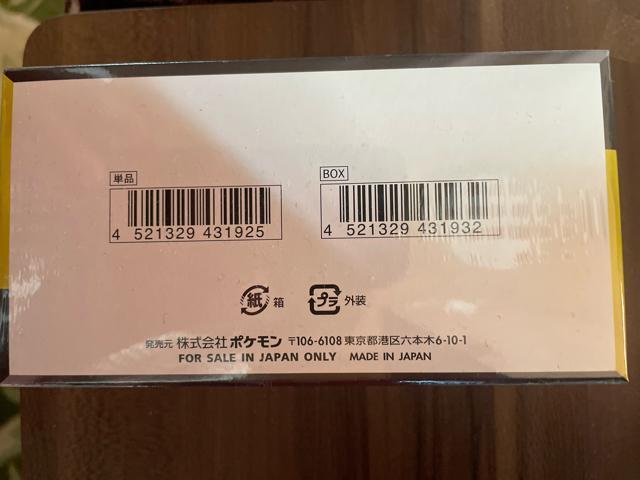 単品
BOX
4 521329 431925
4 521329 431932
紙 箱 プラ 外装
発売元 株式会社 ポケモン 〒106-6108 東京都港区六本木6-10-1
FOR SALE IN JAPAN ONLY MADE IN JAPAN